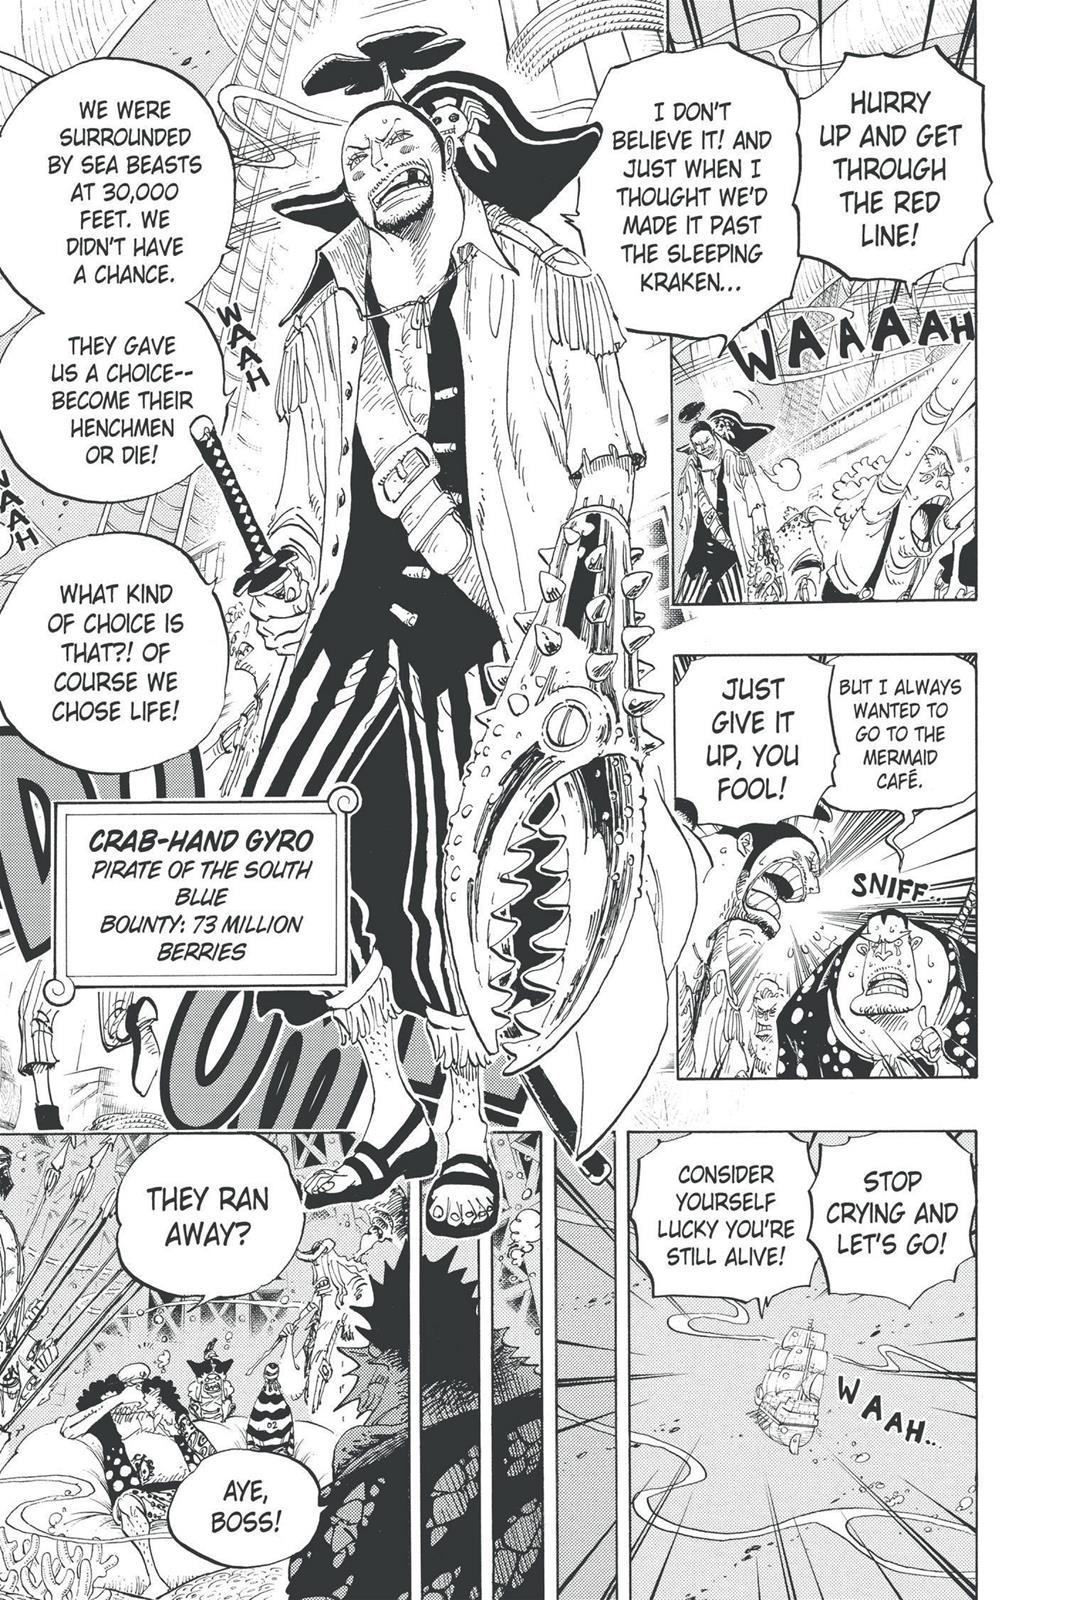 HURRY
UP AND GET
THROUGH
THE RED
LINE!
I DON'T
BELIEVE IT! AND
JUST WHEN I
THOUGHT WE'D
MADE IT PAST
THE SLEEPING
KRAKEN...
WAAAAAH
WE WERE
SURROUNDED
BY SEA BEASTS
AT 30,000
FEET. WE
DIDN'T HAVE
A CHANCE.
THEY GAVE
US A CHOICE--
BECOME THEIR
HENCHMEN
OR DIE!
WAAH
WAAH
WHAT KIND
OF CHOICE IS
THAT?! OF
COURSE WE
CHOSE LIFE!
CRAB-HAND GYRO
PIRATE OF THE SOUTH
BLUE
BOUNTY: 73 MILLION
BERRIES
BUT I ALWAYS
WANTED TO
GO TO THE
MERMAID
CAFÉ.
JUST
GIVE IT
UP, YOU
FOOL!
SNIFF...
STOP
CRYING AND
LET'S GO!
CONSIDER
YOURSELF
LUCKY YOU'RE
STILL ALIVE!
WAAH...
THEY RAN
AWAY?
02
AYE,
BOSS!